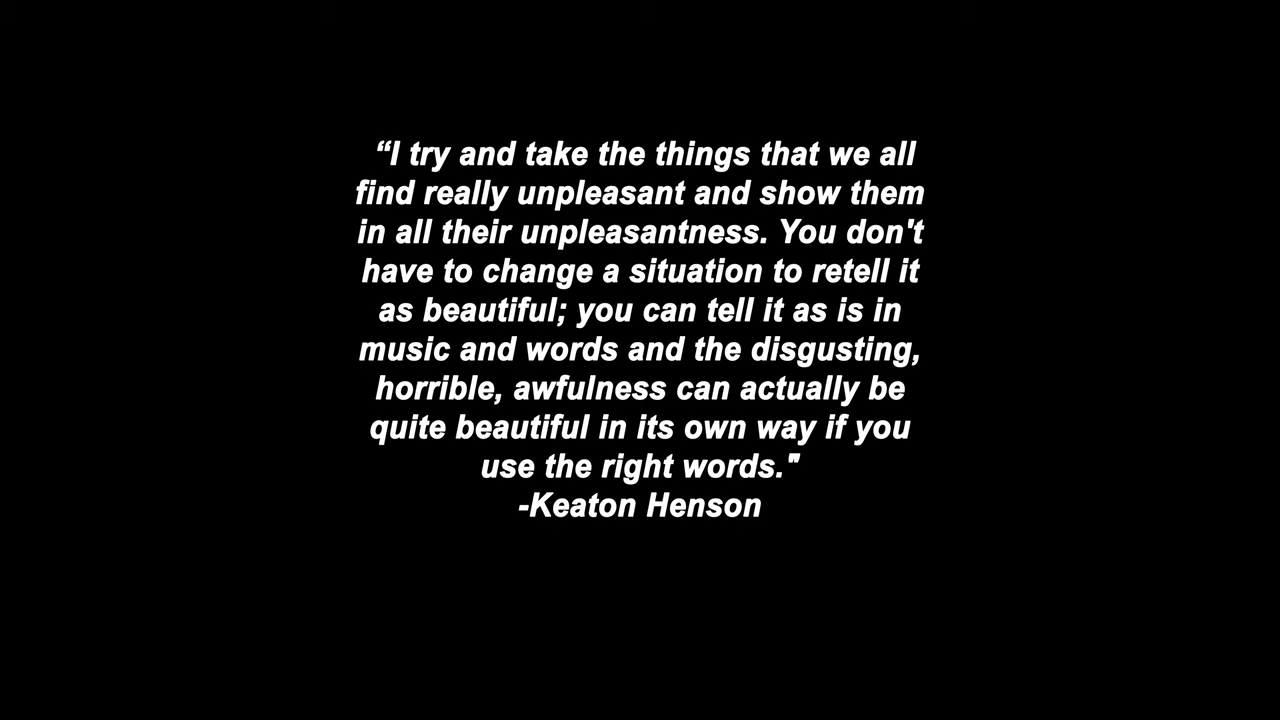 “I try and take the things that we all
find really unpleasant and show them
in all their unpleasantness. You don't
have to change a situation to retell it
as beautiful; you can tell it as is in
music and words and the disgusting,
horrible, awfulness can actually be
quite beautiful in its own way if you
use the right words."
-Keaton Henson